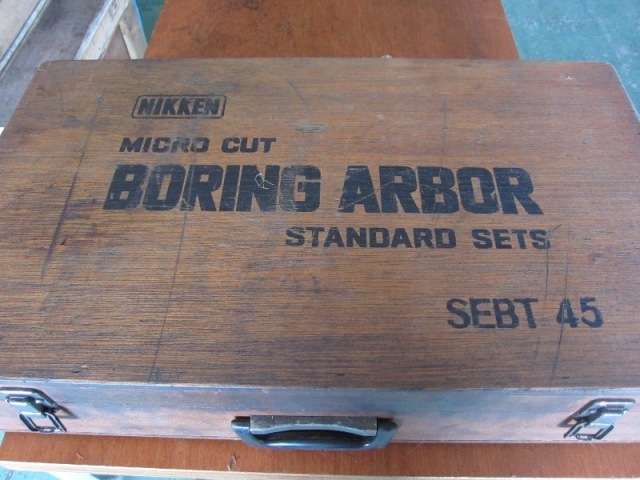 NIKKEN
MICRO CUT
BORING ARBOR
STANDARD SETS
SEBT 45